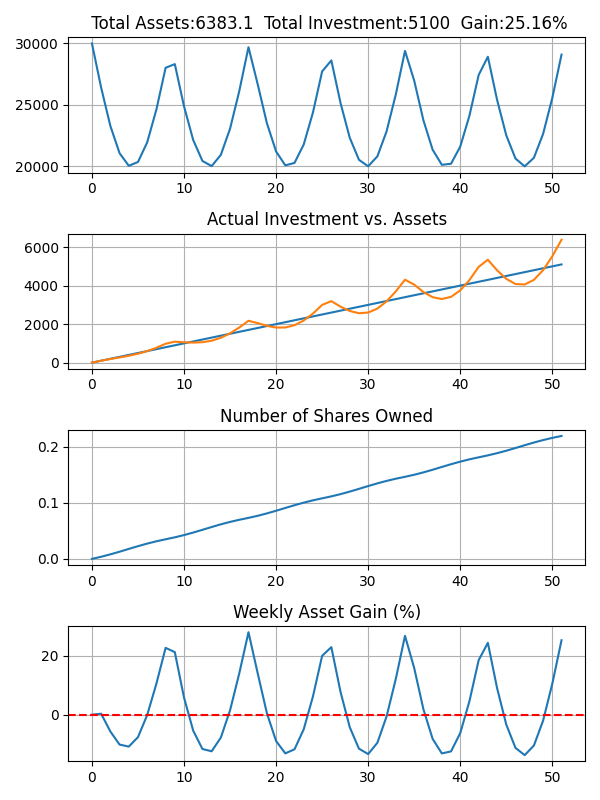 Total Assets:6383.1  Total Investment:5100  Gain:25.16%
30000
25000
20000
0 10 20 30 40 50
Actual Investment vs. Assets
6000
4000
2000
0
0 10 20 30 40 50
Number of Shares Owned
0.2
0.1
0.0
0 10 20 30 40 50
Weekly Asset Gain (%)
20
0
0 10 20 30 40 50